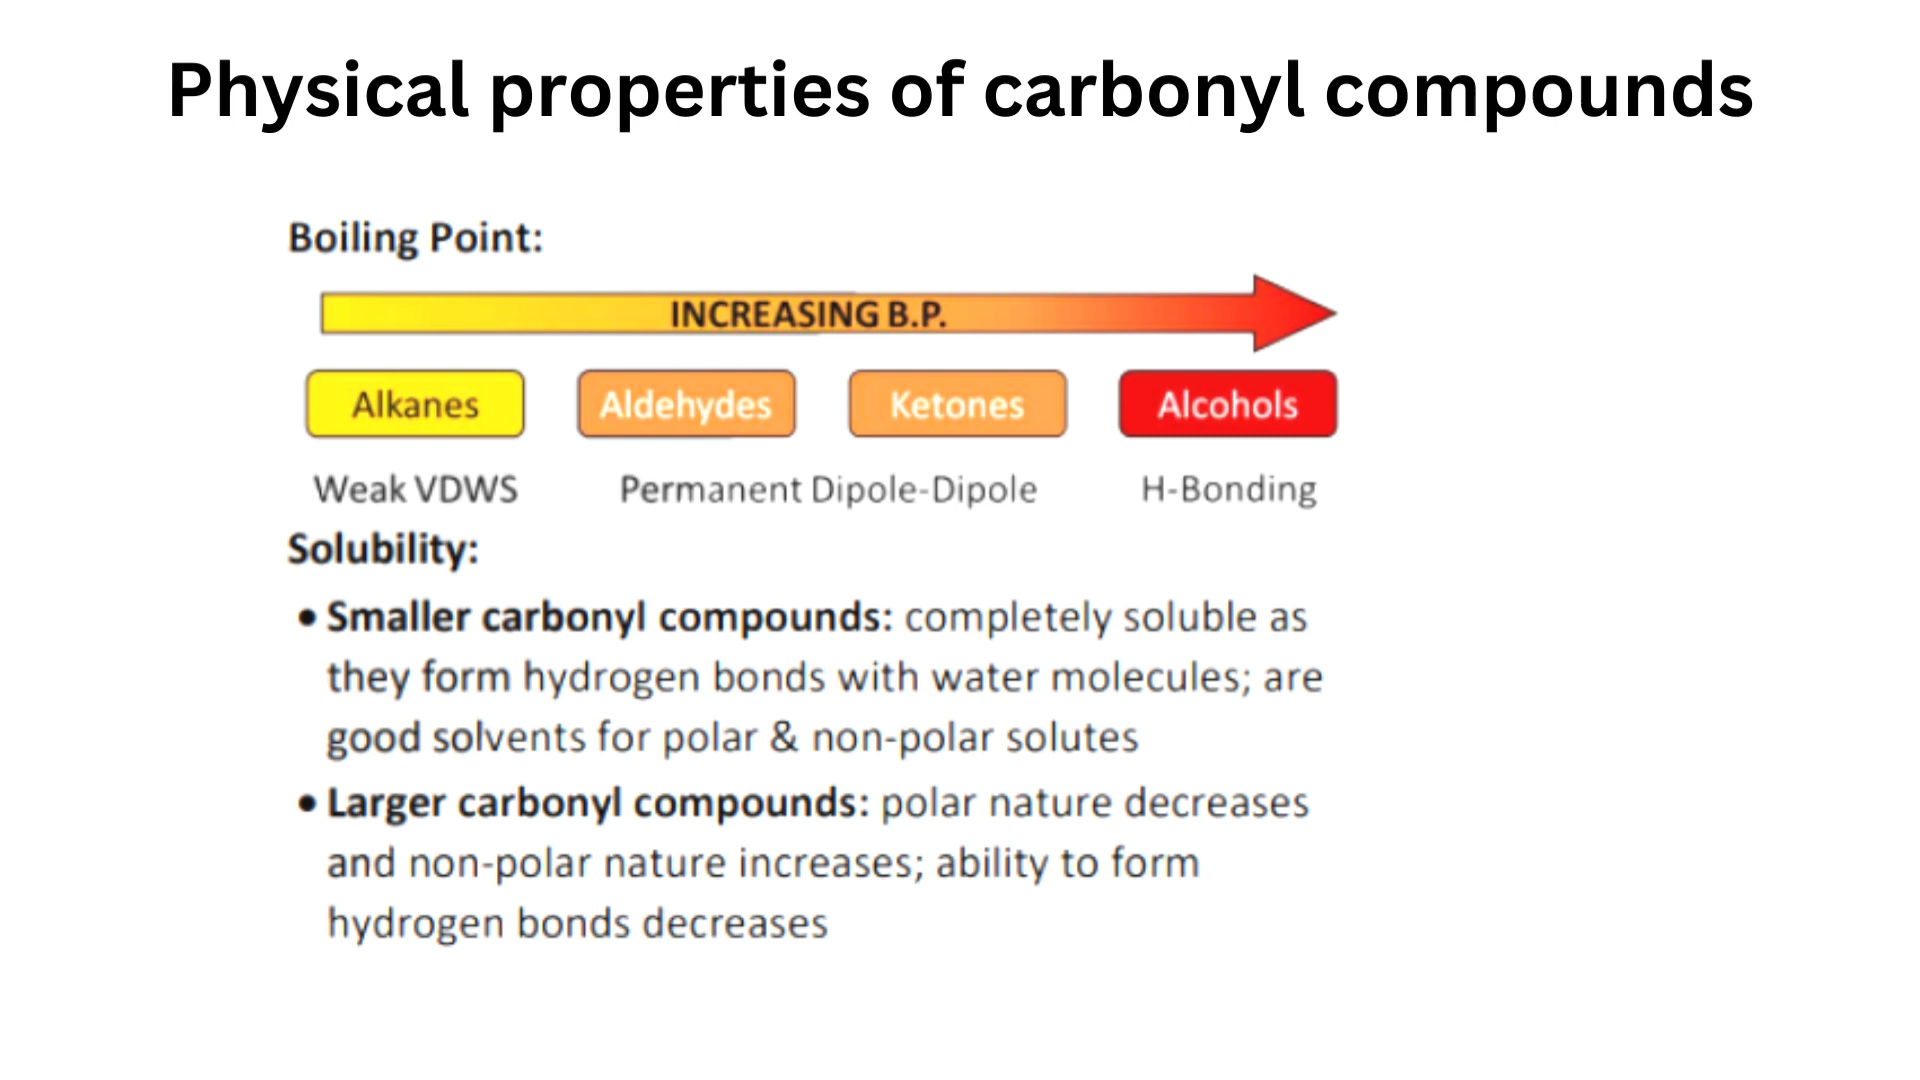 Physical properties of carbonyl compounds
Boiling Point:
INCREASING B.P.
Alkanes Aldehydes Ketones Alcohols
Weak VDWS Permanent Dipole-Dipole H-Bonding
Solubility:
• Smaller carbonyl compounds: completely soluble as
they form hydrogen bonds with water molecules; are
good solvents for polar & non-polar solutes
• Larger carbonyl compounds: polar nature decreases
and non-polar nature increases; ability to form
hydrogen bonds decreases